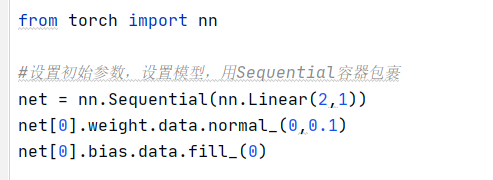 from torch import nn
#设置初始参数，设置模型，用Sequential容器包裹
net = nn.Sequential(nn.Linear(2,1))
net[0].weight.data.normal_(0,0.1)
net[0].bias.data.fill_(0)